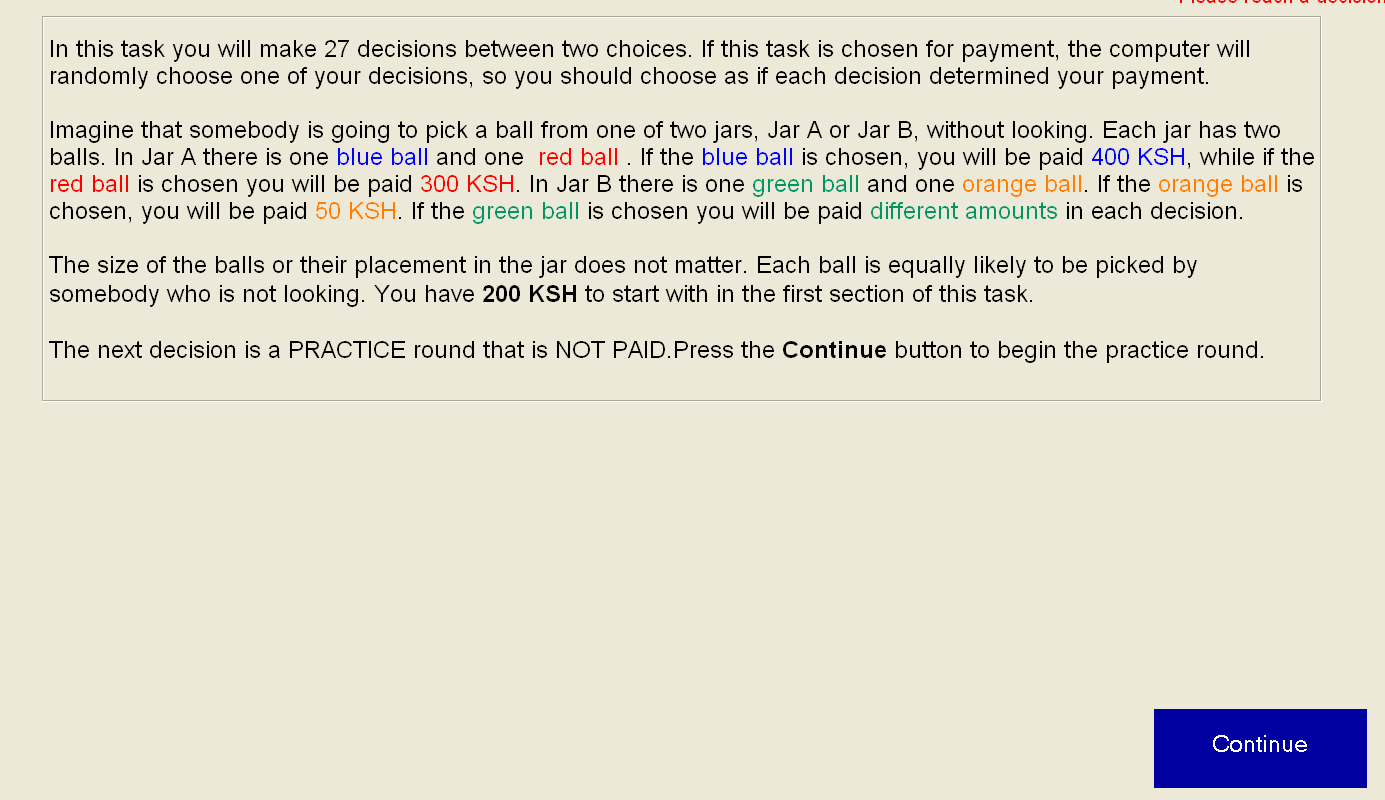 Please reach a decision
In this task you will make 27 decisions between two choices. If this task is chosen for payment, the computer will
randomly choose one of your decisions, so you should choose as if each decision determined your payment.
Imagine that somebody is going to pick a ball from one of two jars, Jar A or Jar B, without looking. Each jar has two
balls. In Jar A there is one blue ball and one red ball . If the blue ball is chosen, you will be paid 400 KSH, while if the
red ball is chosen you will be paid 300 KSH. In Jar B there is one green ball and one orange ball. If the orange ball is
chosen, you will be paid 50 KSH. If the green ball is chosen you will be paid different amounts in each decision.
The size of the balls or their placement in the jar does not matter. Each ball is equally likely to be picked by
somebody who is not looking. You have 200 KSH to start with in the first section of this task.
The next decision is a PRACTICE round that is NOT PAID.Press the Continue button to begin the practice round.
Continue